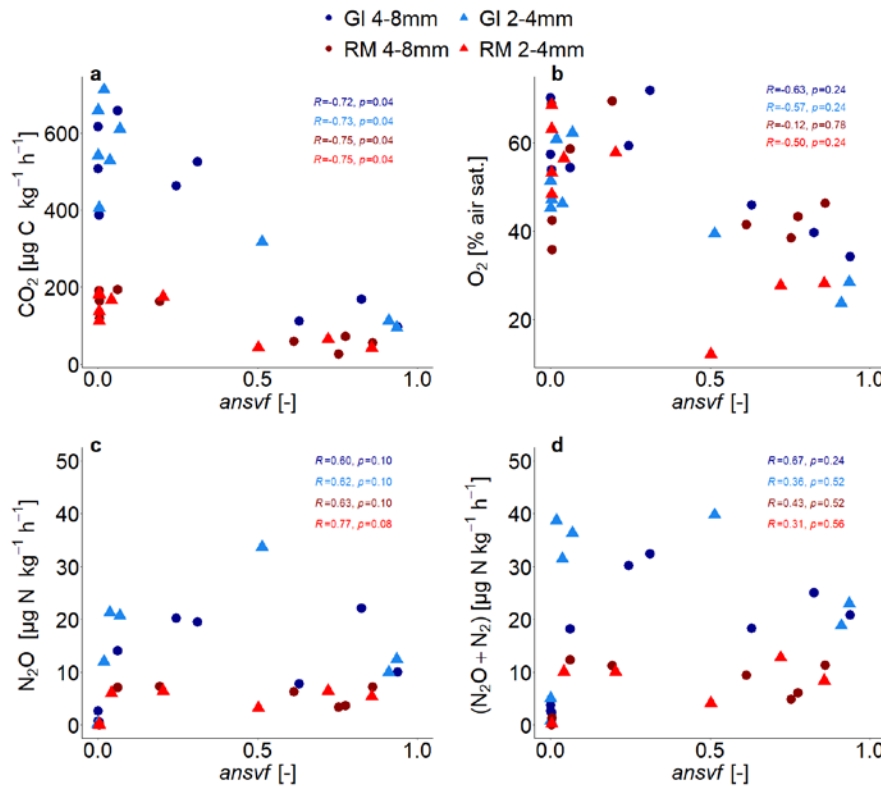 GI 4-8mm GI 2-4mm
RM 4-8mm RM 2-4mm
a
R=-0.72, p=0.04
R=-0.73, p=0.04
R=-0.75, p=0.04
R=-0.75, p=0.04
CO₂ [µg C kg⁻¹ h⁻¹]
600
400
200
0
0.0 0.5 1.0
ansvf [-]
b
R=-0.63, p=0.24
R=-0.57, p=0.24
R=-0.12, p=0.78
R=-0.50, p=0.24
O₂ [% air sat.]
60
40
20
0.0 0.5 1.0
ansvf [-]
c
R=0.60, p=0.10
R=0.62, p=0.10
R=0.63, p=0.10
R=0.77, p=0.08
N₂O [µg N kg⁻¹ h⁻¹]
50
40
30
20
10
0
0.0 0.5 1.0
ansvf [-]
d
R=0.67, p=0.24
R=0.36, p=0.52
R=0.43, p=0.52
R=0.31, p=0.56
(N₂O+N₂) [µg N kg⁻¹ h⁻¹]
50
40
30
20
10
0
0.0 0.5 1.0
ansvf [-]